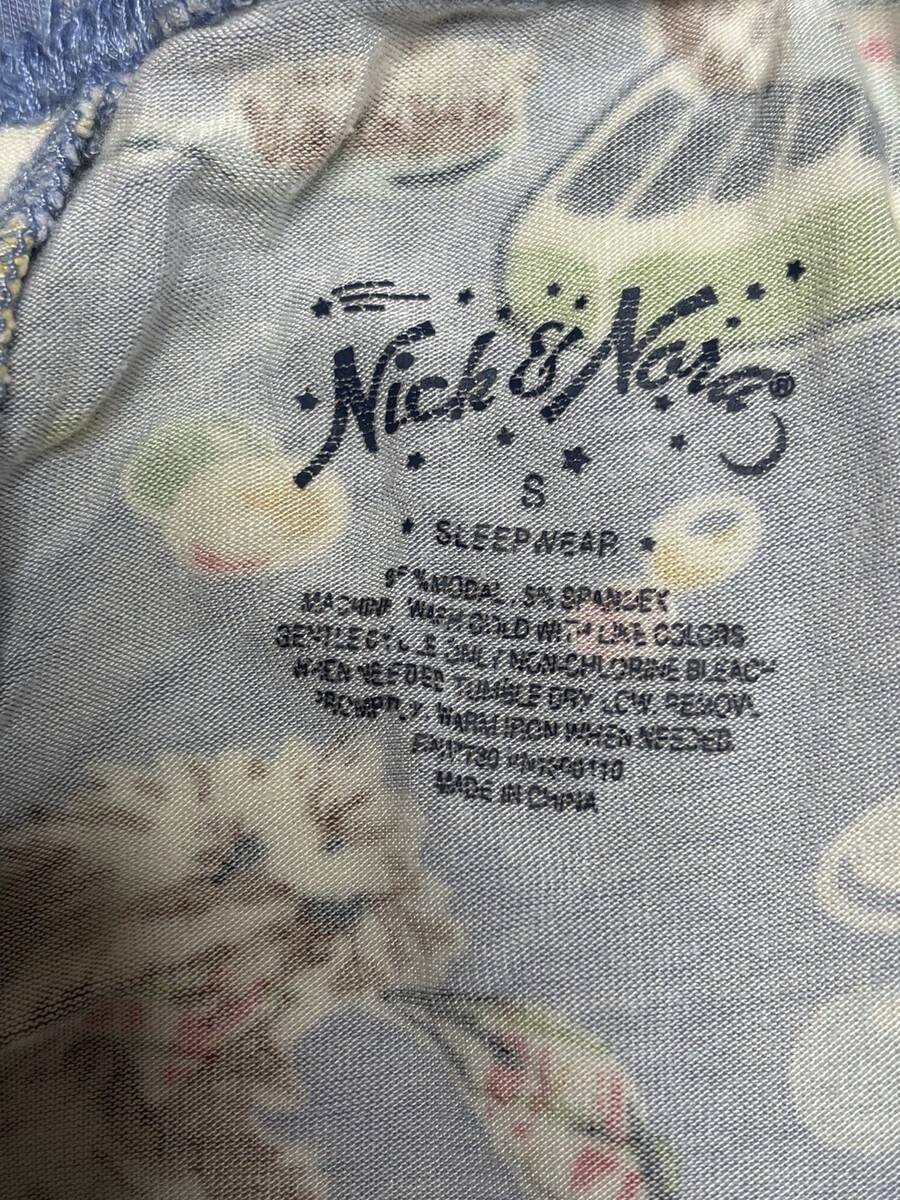 Nick & Nora®
S
SLEEPWEAR
95%MODAL, 5% SPANDEX
MACHINE WARM COLD WITH LIKE COLORS
GENTLE CYCLE ONLY NON-CHLORINE BLEACH
WHEN NEEDED TUMBLE DRY LOW. REMOVE
PROMPTLY. WARM IRON WHEN NEEDED.
MADE IN CHINA